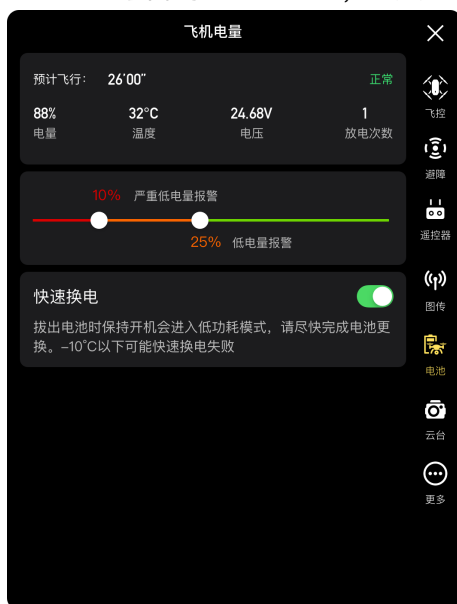 飞机电量
预计飞行： 26′00″ 正常
88% 32°C 24.68V 1
电量 温度 电压 放电次数
10% 严重低电量报警
25% 低电量报警
快速换电
拔出电池时保持开机会进入低功耗模式，请尽快完成电池更
换。-10°C以下可能快速换电失败
飞控
避障
遥控器
图传
电池
云台
更多